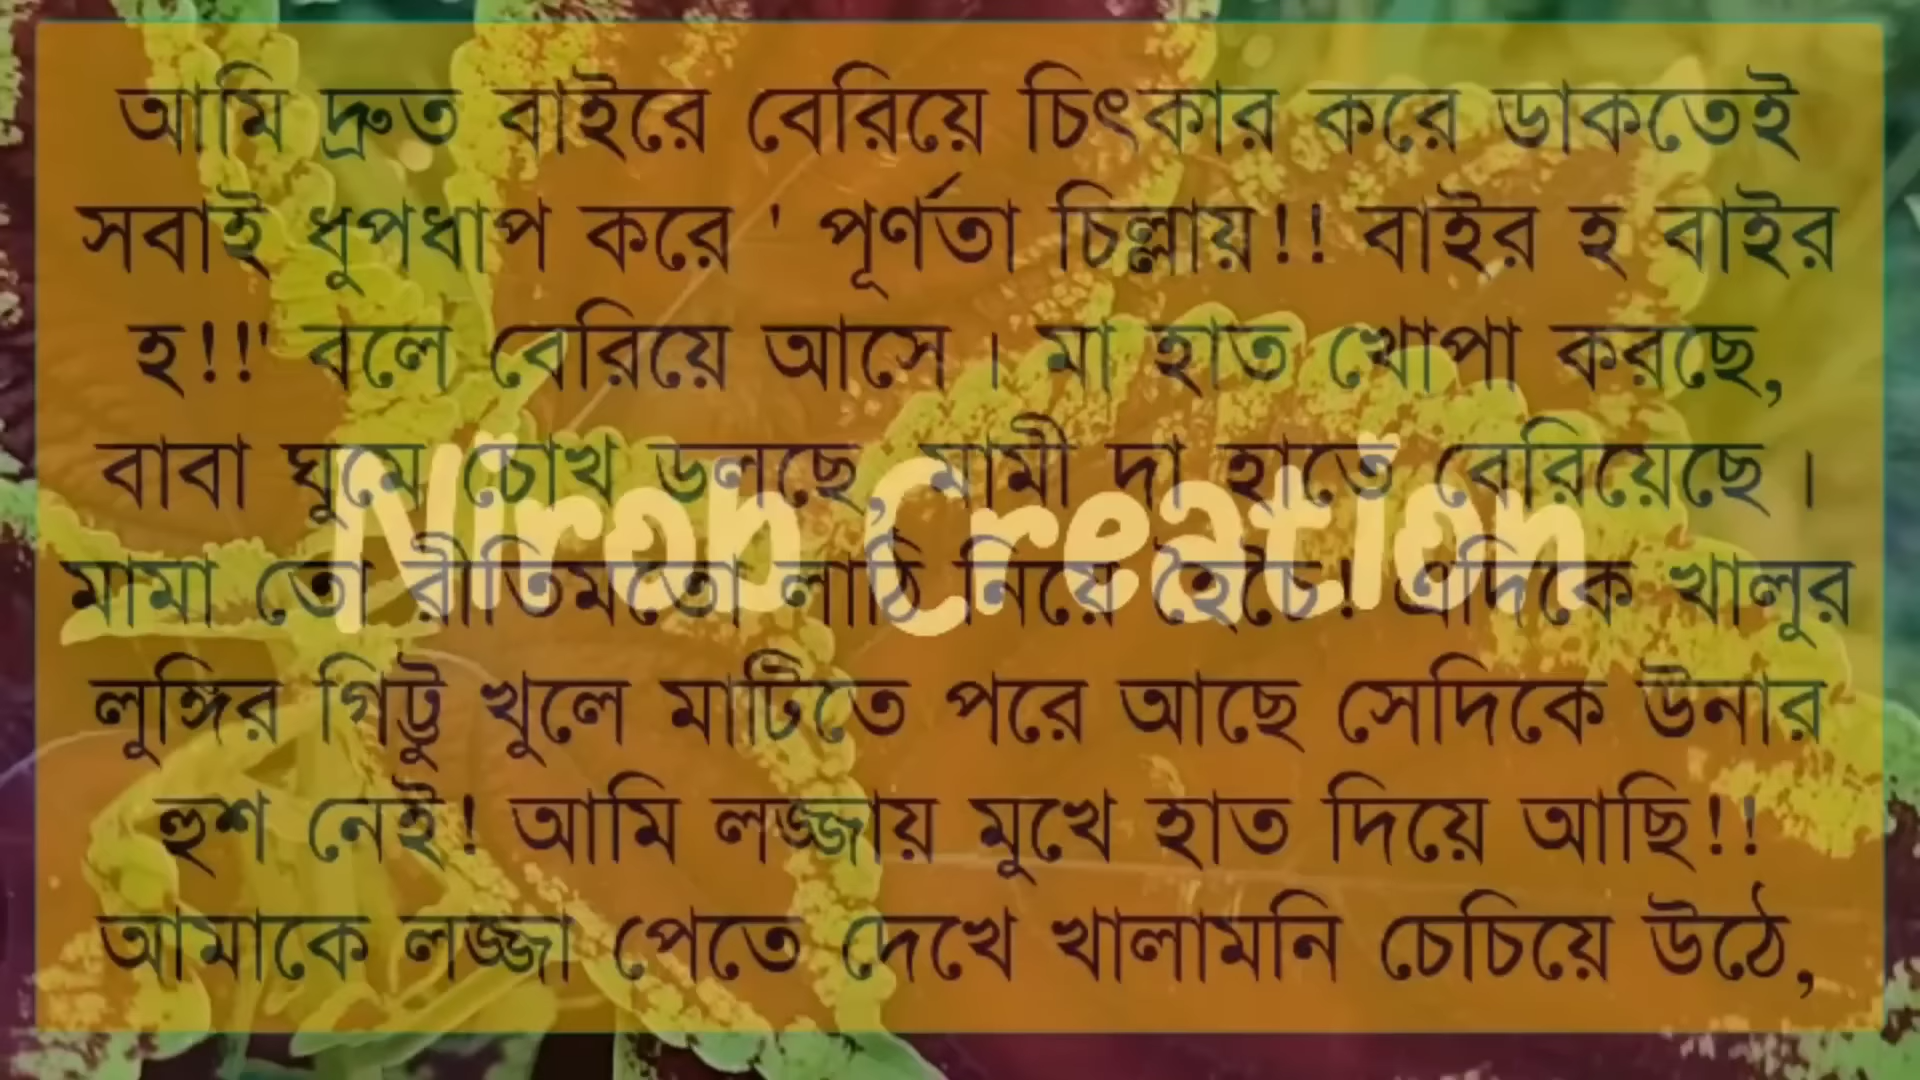 আমি দ্রুত বাইরে বেরিয়ে চিৎকার করে ডাকতেই
সবাই ধুপধাপ করে ' পূর্ণতা চিল্লায়!! বাইর হ বাইর
হ!!' বলে বেরিয়ে আসে । মা হাত খোপা করছে,
বাবা ঘুমে চোখ ডলছে, মামী দা হাতে বেরিয়েছে ।
Nirob Creation
মামা তো রীতিমতো লাঠি নিয়ে হৈচৈ! এদিকে খালুর
লুঙ্গির গিট্টু খুলে মাটিতে পরে আছে সেদিকে উনার
হুশ নেই! আমি লজ্জায় মুখে হাত দিয়ে আছি!!
আমাকে লজ্জা পেতে দেখে খালামনি চেচিয়ে উঠে,